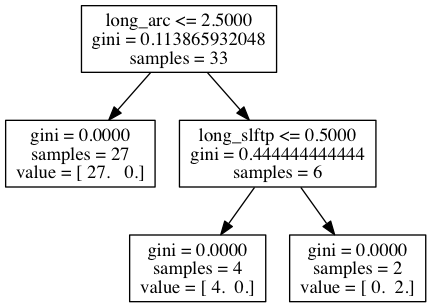 long_arc <= 2.5000
gini = 0.113865932048
samples = 33
gini = 0.0000
samples = 27
value = [ 27. 0.]
long_slftp <= 0.5000
gini = 0.444444444444
samples = 6
gini = 0.0000
samples = 4
value = [ 4. 0.]
gini = 0.0000
samples = 2
value = [ 0. 2.]